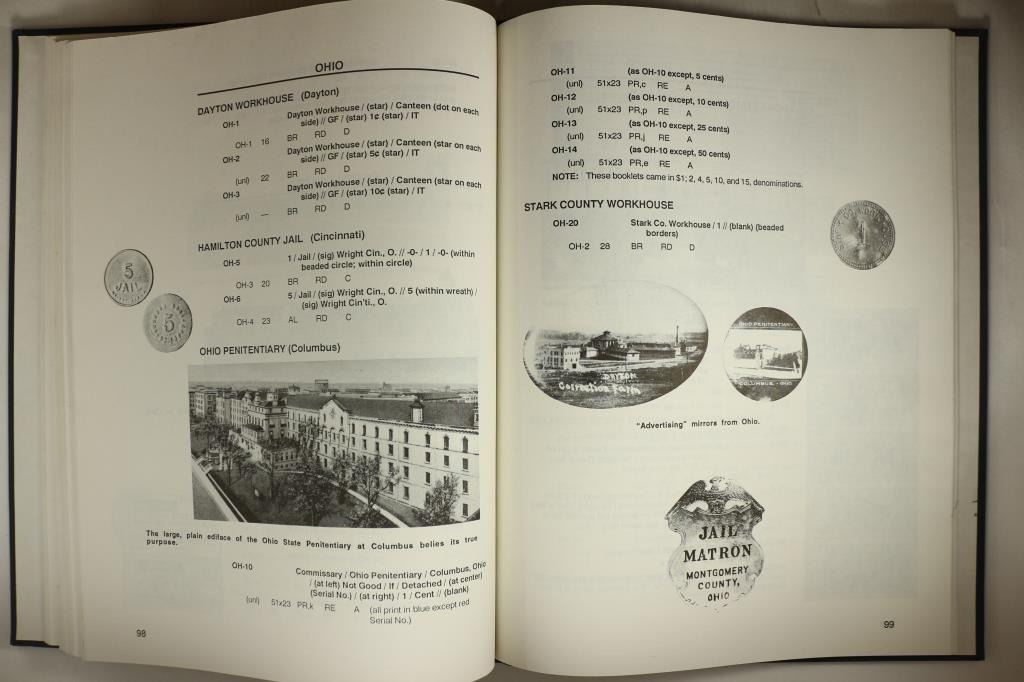 OHIO
DAYTON WORKHOUSE (Dayton)
OH-1 Dayton Workhouse / (star) / Canteen (dot on each
side) // GF / (star) 1¢ (star) / IT
OH-1 16 BR RD D
OH-2 Dayton Workhouse / (star) / Canteen (star on each
side) // GF / (star) 5¢ (star) / IT
(unl) 22 BR RD D
OH-3 Dayton Workhouse / (star) / Canteen (star on each
side) // GF / (star) 10¢ (star) / IT
(unl) — BR RD D
HAMILTON COUNTY JAIL (Cincinnati)
OH-5 1 / Jail / (sig) Wright Cin., O. // -0- / 1 / -0- (within
beaded circle; within circle)
OH-3 20 BR RD C
OH-6 5 / Jail / (sig) Wright Cin., O. // 5 (within wreath) /
(sig) Wright Cin'ti., O.
OH-4 23 AL RD C
5
JAIL
5
OHIO PENITENTIARY (Columbus)
The large, plain ediface of the Ohio State Penitentiary at Columbus belies its true
purpose.
OH-10 Commissary / Ohio Penitentiary / Columbus, Ohio
/ (at left) Not Good / If / Detached / (at center)
(Serial No.) / (at right) / 1 / Cent // (blank)
(unl) 51x23 PR,k RE A (all print in blue except red
Serial No.)
98
OH-11 (as OH-10 except, 5 cents)
(unl) 51x23 PR,c RE A
OH-12 (as OH-10 except, 10 cents)
(unl) 51x23 PR,p RE A
OH-13 (as OH-10 except, 25 cents)
(unl) 51x23 PR,j RE A
OH-14 (as OH-10 except, 50 cents)
(unl) 51x23 PR,e RE A
NOTE: These booklets came in $1; 2, 4, 5, 10, and 15, denominations.
STARK COUNTY WORKHOUSE
OH-20 Stark Co. Workhouse / 1 // (blank) (beaded
borders)
OH-2 28 BR RD D
1
DAYTON
Correction Farm
OHIO PENITENTIARY
COLUMBUS - OHIO
"Advertising" mirrors from Ohio.
JAIL
MATRON
MONTGOMERY
COUNTY,
OHIO
99